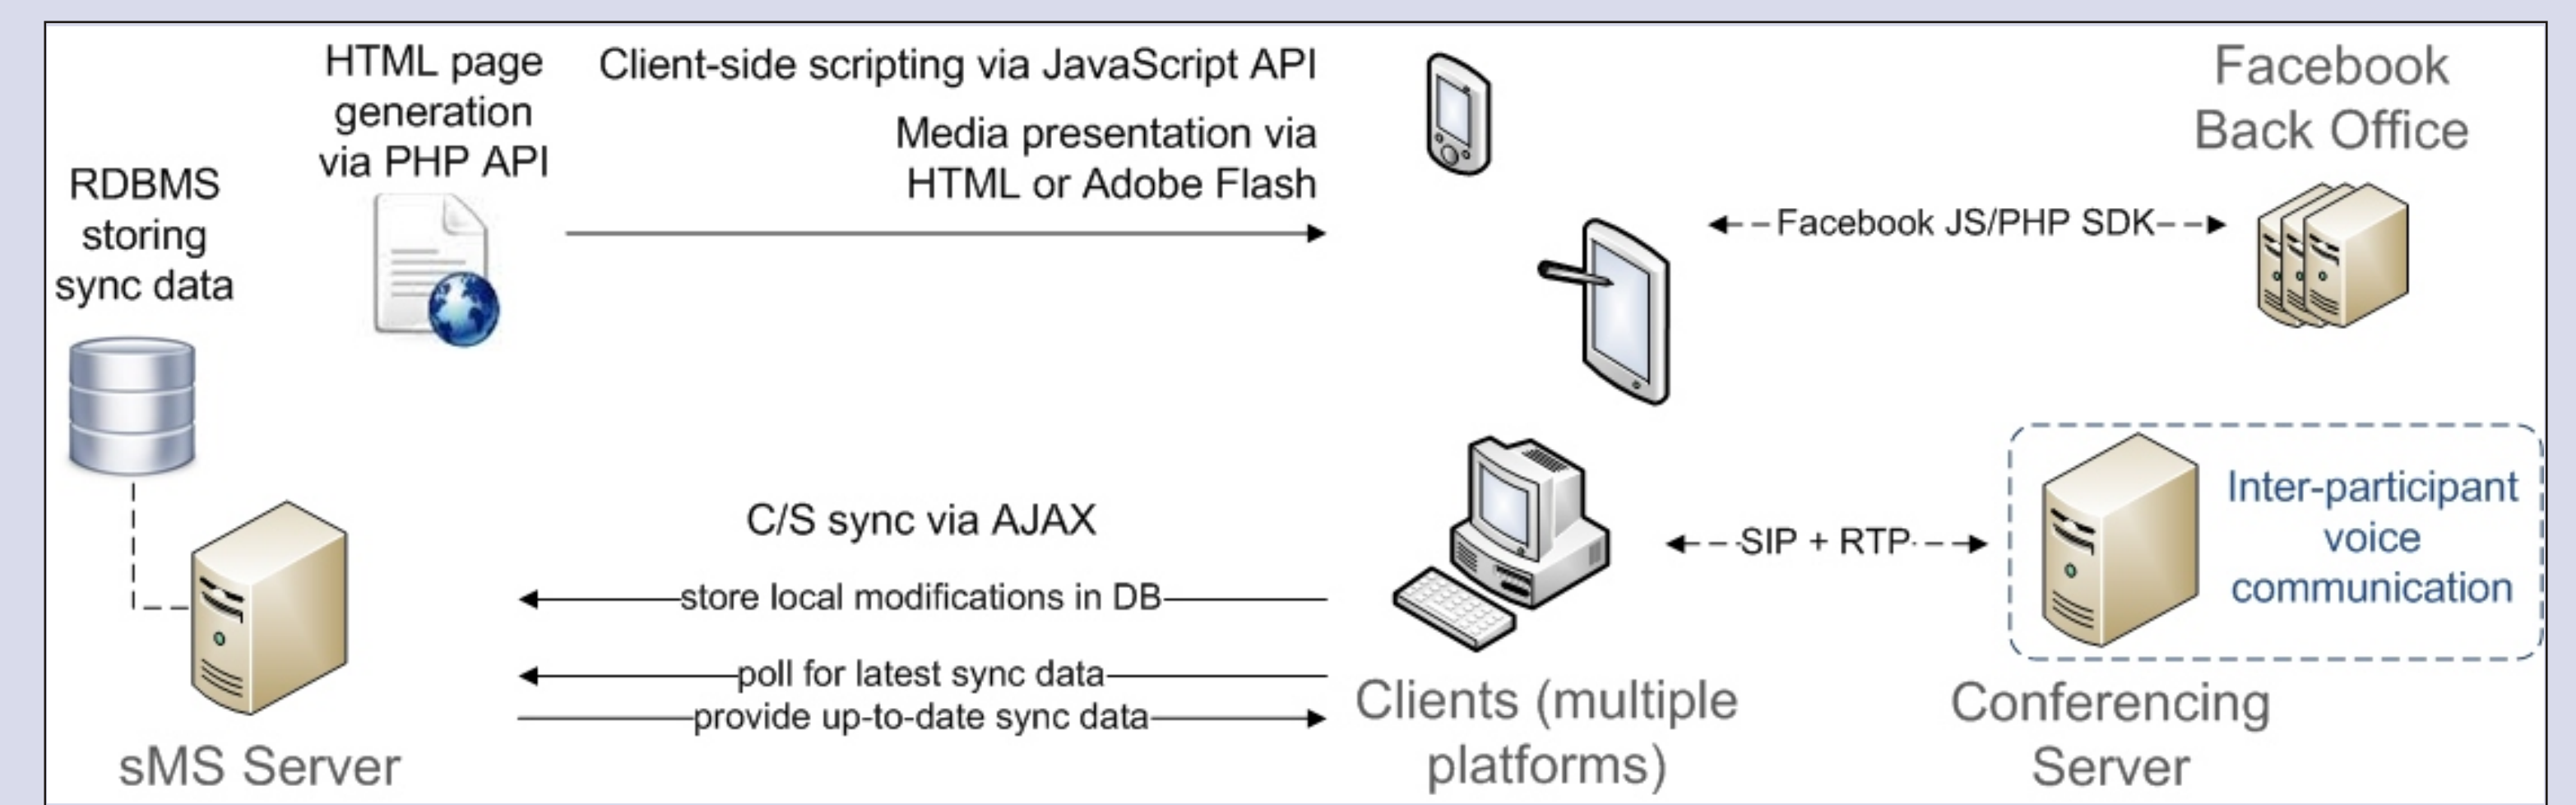 HTML page
generation
via PHP API
Client-side scripting via JavaScript API
Media presentation via
HTML or Adobe Flash
Facebook
Back Office
RDBMS
storing
sync data
Facebook JS/PHP SDK
C/S sync via AJAX
store local modifications in DB
poll for latest sync data
provide up-to-date sync data
SIP + RTP
Inter-participant
voice
communication
sMS Server
Clients (multiple
platforms)
Conferencing
Server